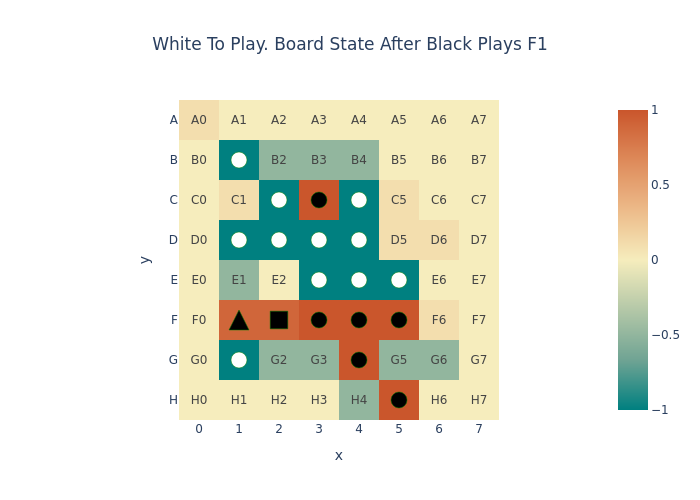 White To Play. Board State After Black Plays F1
A A0 A1 A2 A3 A4 A5 A6 A7
B B0 B2 B3 B4 B5 B6 B7
C C0 C1 C5 C6 C7
D D0 D5 D6 D7
E E0 E1 E2 E6 E7
F F0 F6 F7
G G0 G2 G3 G5 G6 G7
H H0 H1 H2 H3 H4 H6 H7
0 1 2 3 4 5 6 7
x
y
1
0.5
0
−0.5
−1